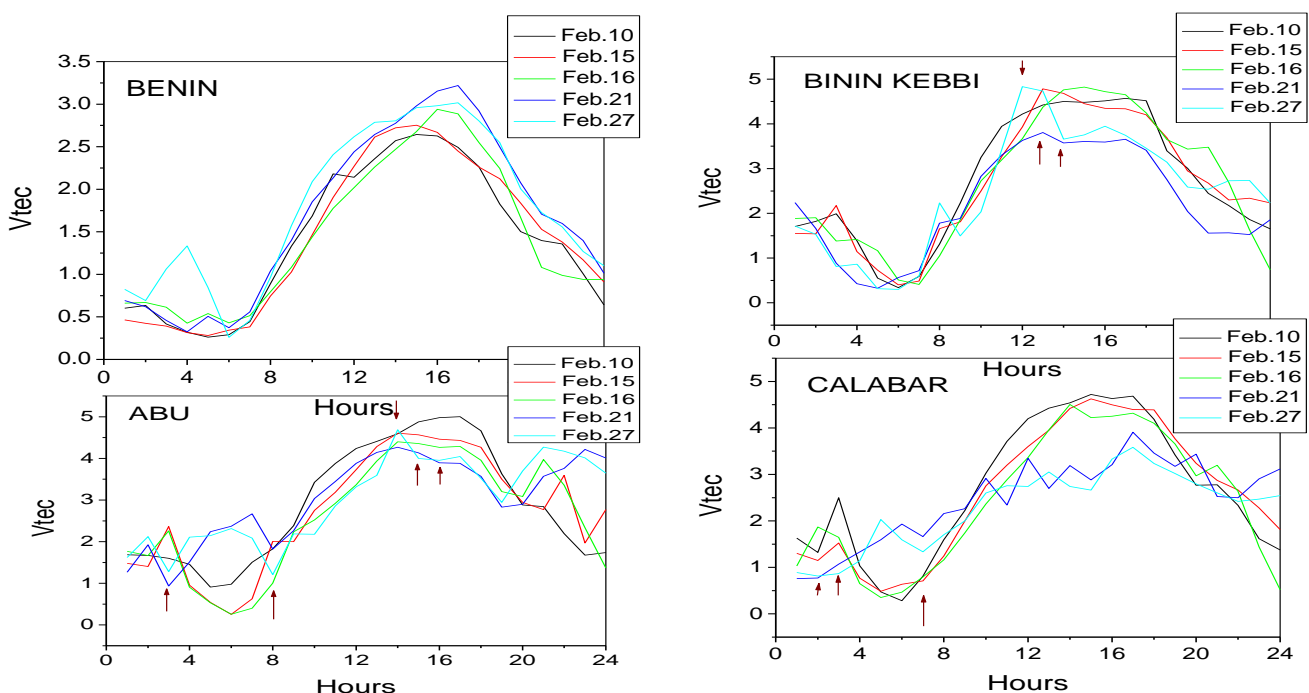 Feb.10
Feb.15
Feb.16
Feb.21
Feb.27
BENIN
3.5
3.0
2.5
2.0
1.5
1.0
0.5
0.0
Vtec
0 4 8 12 16
Hours
Feb.10
Feb.15
Feb.16
Feb.21
Feb.27
BININ KEBBI
5
4
3
2
1
0
Vtec
0 4 8 12 16
Hours
Feb.10
Feb.15
Feb.16
Feb.21
Feb.27
ABU
5
4
3
2
1
0
Vtec
0 4 8 12 16 20 24
Hours
Feb.10
Feb.15
Feb.16
Feb.21
Feb.27
CALABAR
5
4
3
2
1
0
Vtec
0 4 8 12 16 20 24
Hours